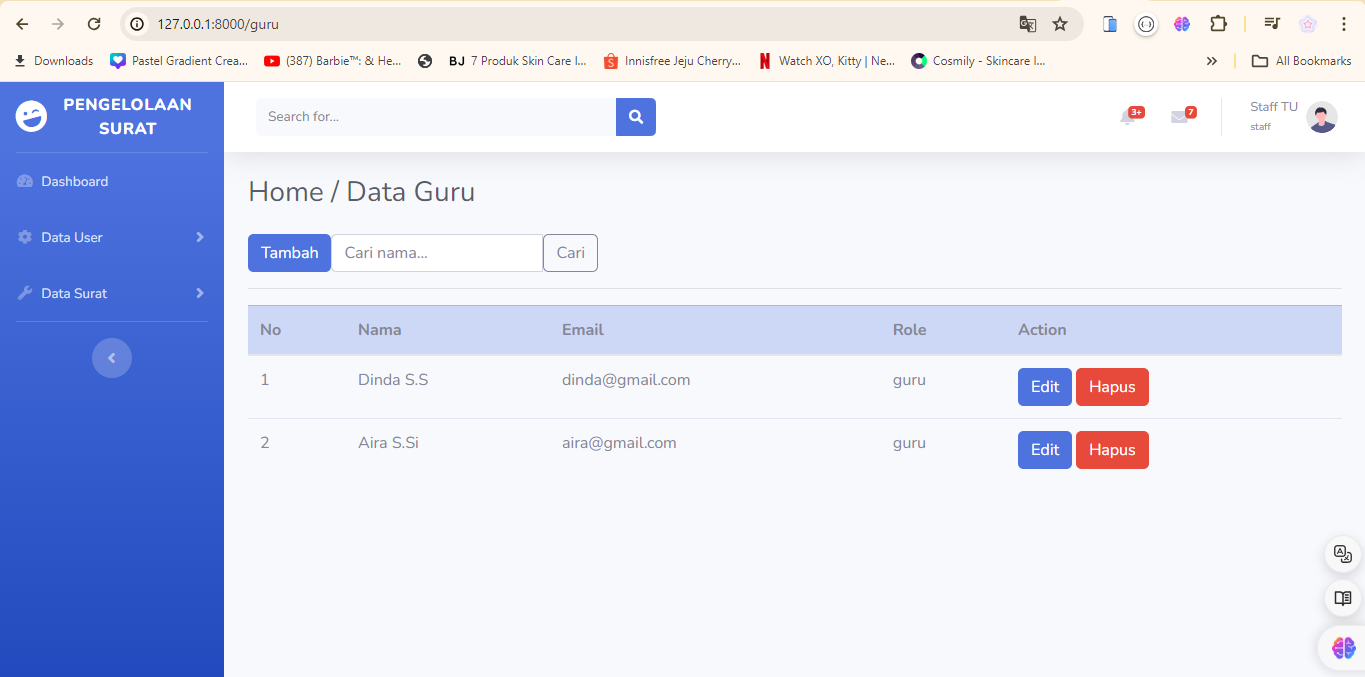 127.0.0.1:8000/guru
Downloads
Pastel Gradient Crea...
(387) Barbie™: & He...
BJ 7 Produk Skin Care I...
Innisfree Jeju Cherry...
Watch XO, Kitty | Ne...
Cosmily - Skincare I...
All Bookmarks
PENGELOLAAN
SURAT
Search for...
3+
7
Staff TU
staff
Dashboard
Data User
Data Surat
Home / Data Guru
Tambah Cari nama... Cari
No Nama Email Role Action
1 Dinda S.S dinda@gmail.com guru Edit Hapus
2 Aira S.Si aira@gmail.com guru Edit Hapus